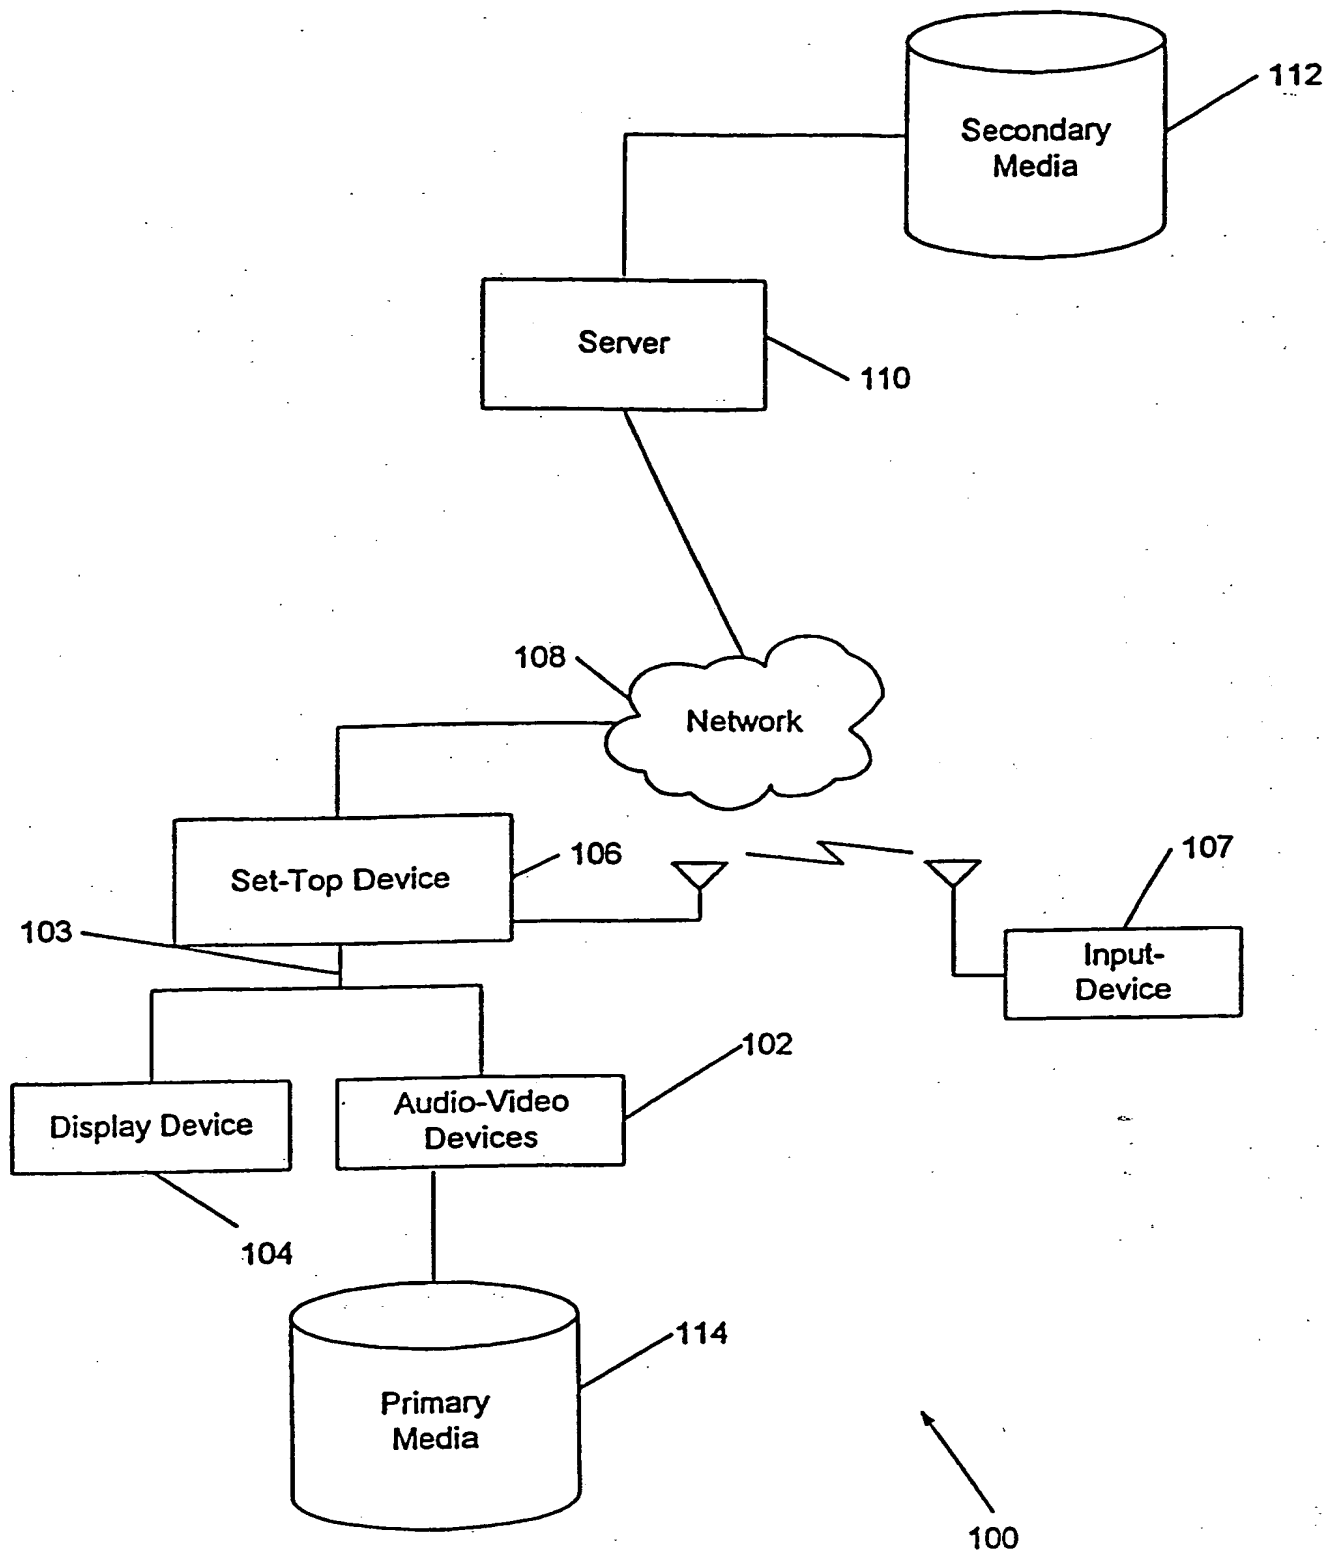 112
Secondary
Media
Server
110
108
Network
106
107
Set-Top Device
103
Input-
Device
102
Audio-Video
Devices
Display Device
104
114
Primary
Media
100